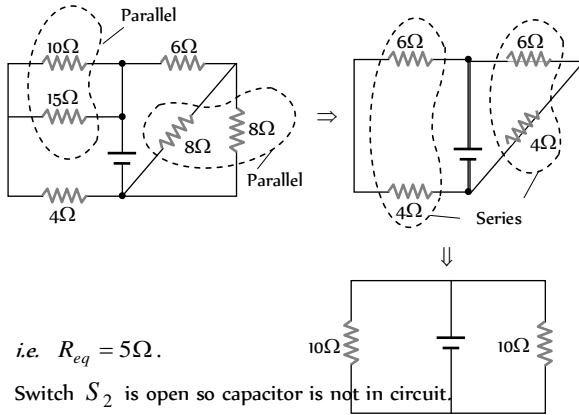 Parallel
10Ω
6Ω
6Ω
6Ω
15Ω
8Ω
8Ω
⇒
4Ω
Parallel
4Ω
4Ω
Series
⇓
10Ω
10Ω
i.e. R_eq = 5Ω.
Switch S_2 is open so capacitor is not in circuit.